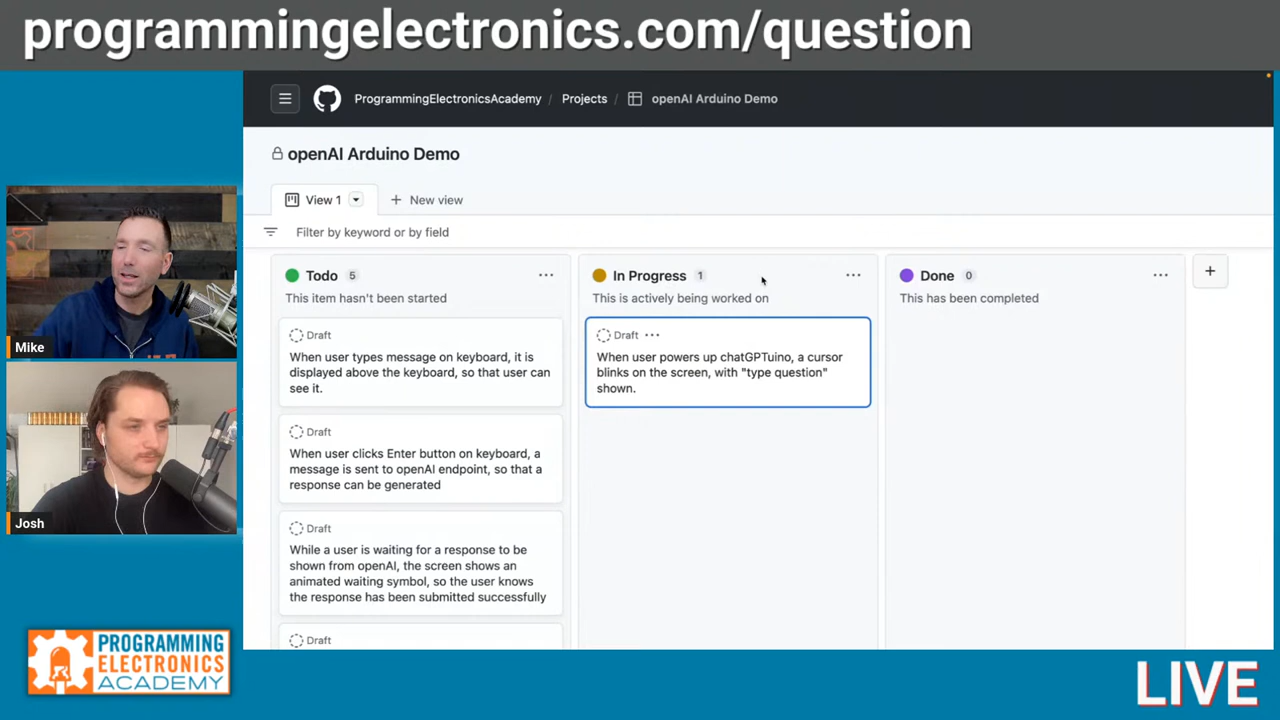 programmingelectronics.com/question
ProgrammingElectronicsAcademy / Projects / openAI Arduino Demo
openAI Arduino Demo
View 1
+ New view
Filter by keyword or by field
Todo 5
This item hasn't been started
Draft
When user types message on keyboard, it is
displayed above the keyboard, so that user can
see it.
Draft
When user clicks Enter button on keyboard, a
message is sent to openAI endpoint, so that a
response can be generated
Draft
While a user is waiting for a response to be
shown from openAI, the screen shows an
animated waiting symbol, so the user knows
the response has been submitted successfully
Draft
In Progress 1
This is actively being worked on
Draft
When user powers up chatGPTuino, a cursor
blinks on the screen, with "type question"
shown.
Done 0
This has been completed
Mike
Josh
PROGRAMMING
ELECTRONICS
ACADEMY
LIVE